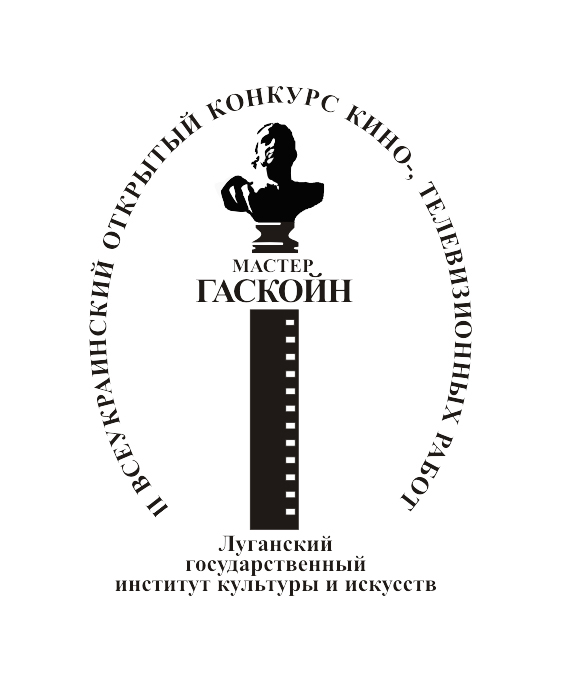 II ВСЕУКРАИНСКИЙ ОТКРЫТЫЙ КОНКУРС КИНО-, ТЕЛЕВИЗИОННЫХ РАБОТ
МАСТЕР
ГАСКОЙН
Луганский
государственный
институт культуры и искусств